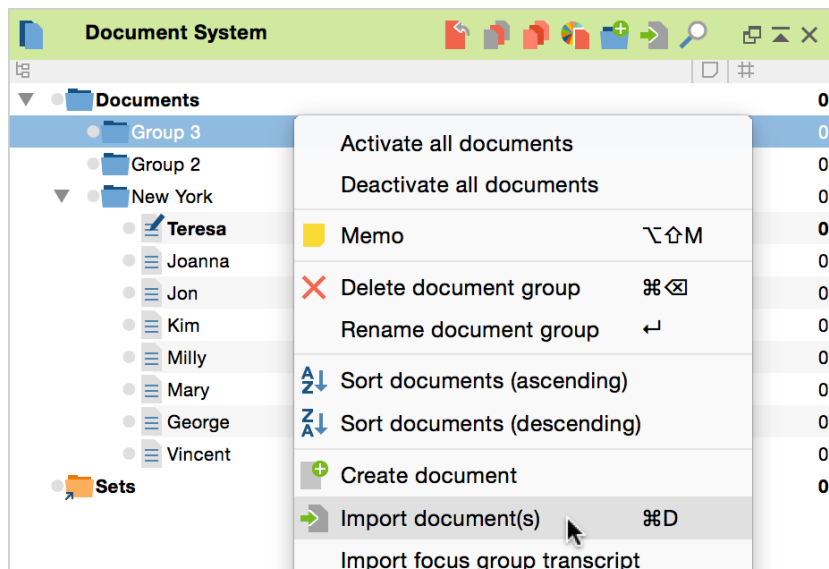 Document System
Documents 0
Group 3 0
Group 2 0
New York 0
Teresa 0
Joanna 0
Jon 0
Kim 0
Milly 0
Mary 0
George 0
Vincent 0
Sets 0
Activate all documents
Deactivate all documents
Memo ⌥⇧M
Delete document group ⌘⌫
Rename document group ↵
Sort documents (ascending)
Sort documents (descending)
Create document
Import document(s) ⌘D
Import focus group transcript